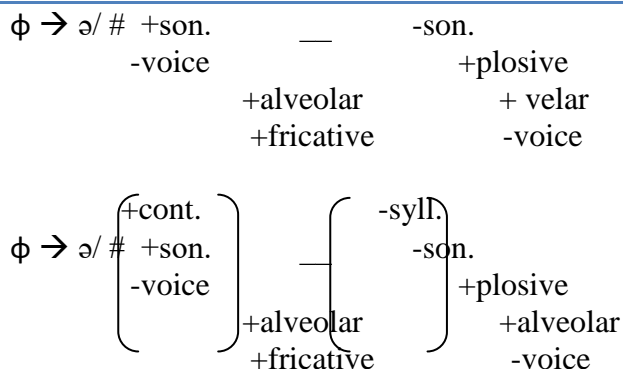 ϕ → ə/ # +son. __ -son.
-voice +plosive
+alveolar + velar
+fricative -voice
+cont. -syll.
ϕ → ə/ # +son. __ -son.
-voice +plosive
+alveolar +alveolar
+fricative -voice